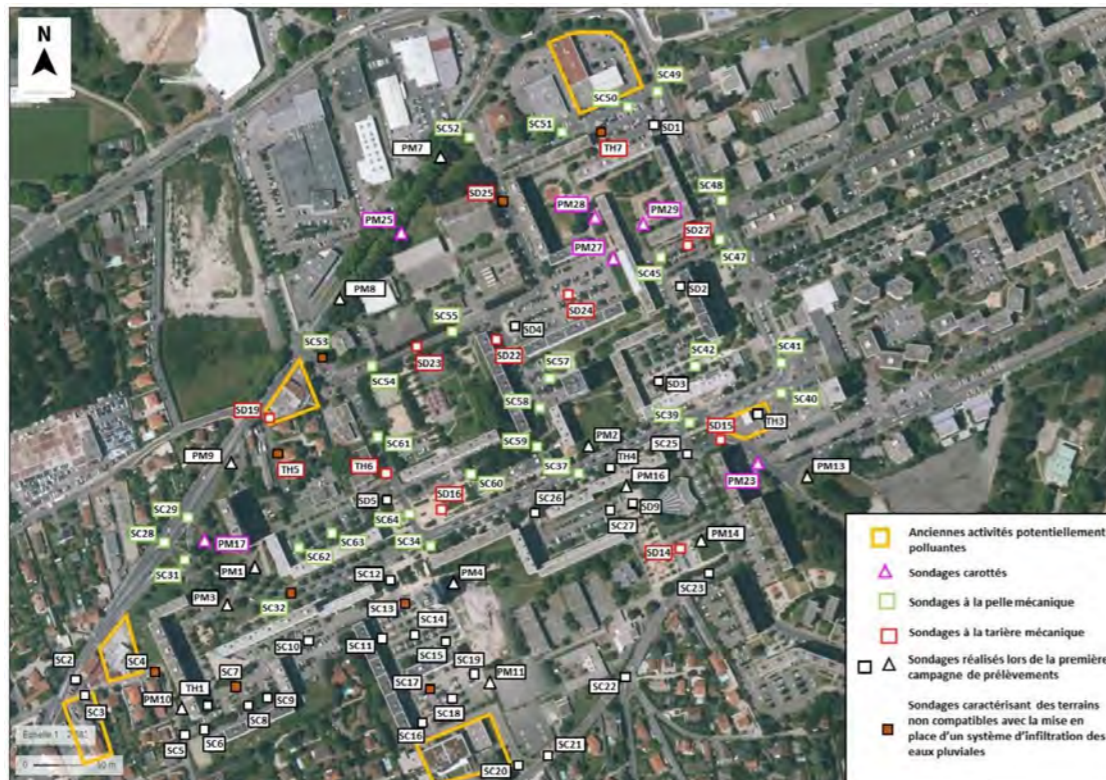 N
SC49
SC50
SC51
SC52
SD1
PM7
TH7
SD25
SC48
PM28
PM29
PM25
SD27
PM27
SC47
SC45
PM8
SD2
SD24
SC55
SD4
SC53
SD22
SD23
SC42
SC41
SC57
SC54
SD3
SC40
SC58
SD19
SC39
SD15
TH3
SC61
SC59
PM2
SC25
PM9
TH5
TH6
SC37
TH4
PM16
PM13
SC60
PM23
SC29
SD5
SD16
SC26
SC64
SC27
SD9
SC28
PM17
SC63
SC34
PM14
SC62
SD14
SC31
PM1
SC12
PM4
SC23
PM3
SC32
SC13
SC14
SC10
SC11
SC15
SC2
SC4
SC7
SC19
PM11
SC22
TH1
SC17
SC9
SC3
PM10
SC8
SC18
SC5
SC6
SC16
SC21
SC20
Echelle 1 :
0
50 m
Anciennes activités potentiellement
polluantes
Sondages carottés
Sondages à la pelle mécanique
Sondages à la tarière mécanique
Sondages réalisés lors de la première
campagne de prélèvements
Sondages caractérisant des terrains
non compatibles avec la mise en
place d'un système d'infiltration des
eaux pluviales